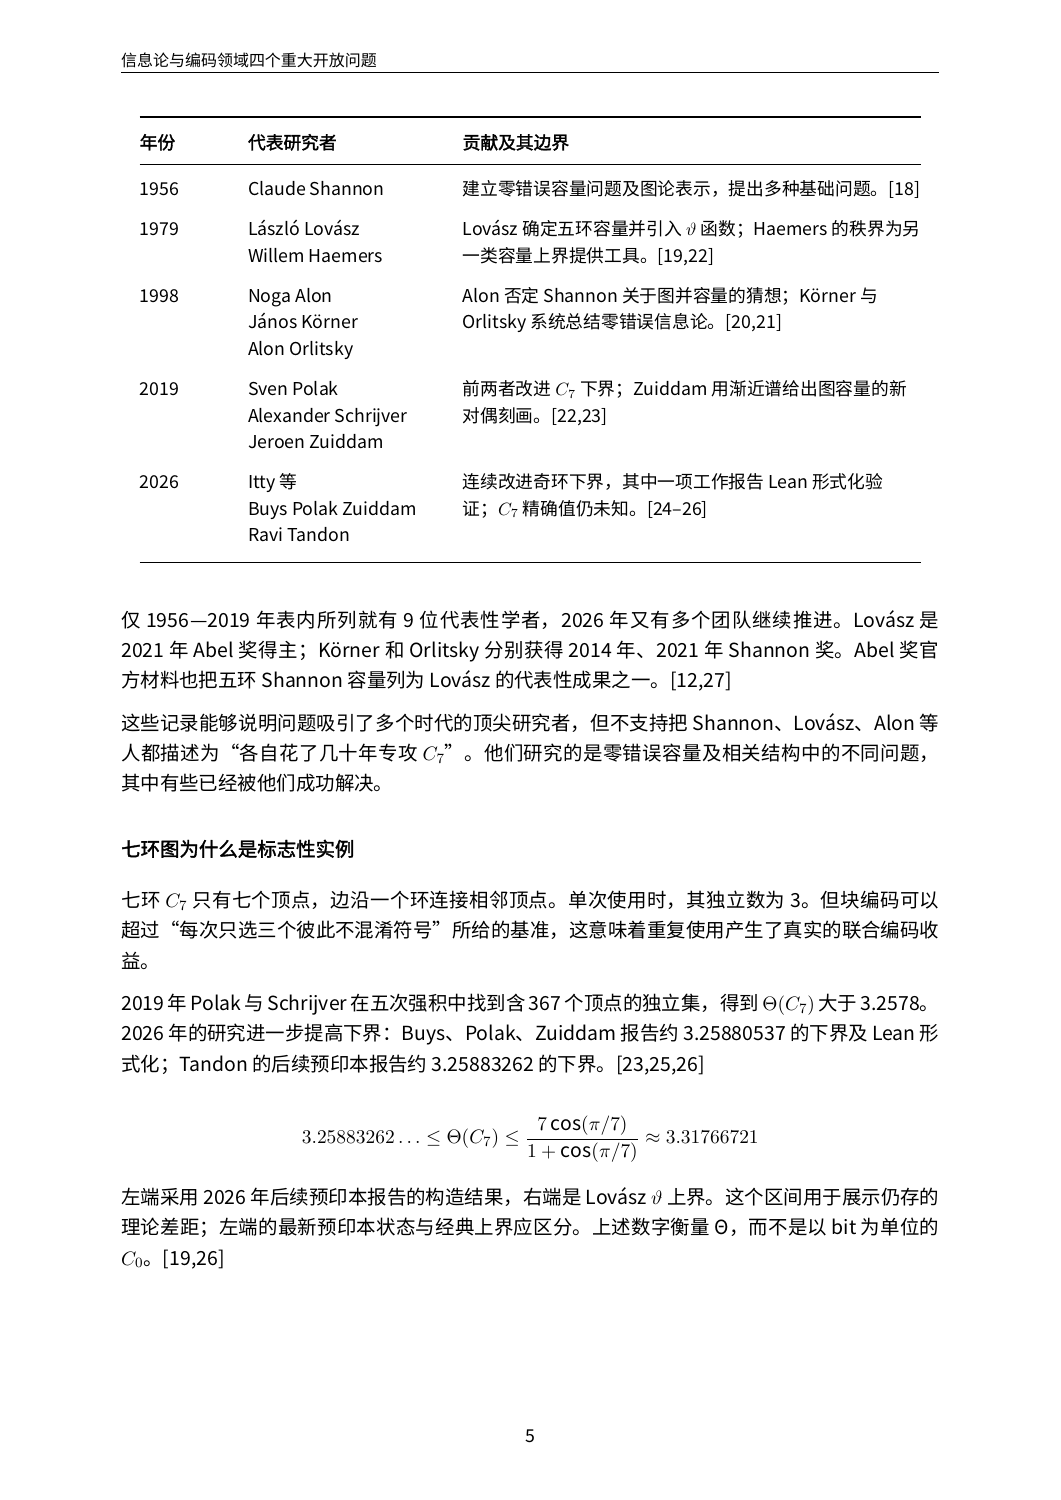 信息论与编码领域四个重大开放问题
年份 代表研究者 贡献及其边界
1956 Claude Shannon 建立零错误容量问题及图论表示，提出多种基础问题。[18]
1979 László Lovász Lovász 确定五环容量并引入 ϑ 函数；Haemers 的秩界为另
Willem Haemers 一类容量上界提供工具。[19,22]
1998 Noga Alon Alon 否定 Shannon 关于图并容量的猜想；Körner 与
János Körner Orlitsky 系统总结零错误信息论。[20,21]
Alon Orlitsky
2019 Sven Polak 前两者改进 C₇ 下界；Zuiddam 用渐近谱给出图容量的新
Alexander Schrijver 对偶刻画。[22,23]
Jeroen Zuiddam
2026 Itty 等 连续改进奇环下界，其中一项工作报告 Lean 形式化验
Buys Polak Zuiddam 证；C₇ 精确值仍未知。[24–26]
Ravi Tandon
仅 1956—2019 年表内所列就有 9 位代表性学者，2026 年又有多个团队继续推进。Lovász 是
2021 年 Abel 奖得主；Körner 和 Orlitsky 分别获得 2014 年、2021 年 Shannon 奖。Abel 奖官
方材料也把五环 Shannon 容量列为 Lovász 的代表性成果之一。[12,27]
这些记录能够说明问题吸引了多个时代的顶尖研究者，但不支持把 Shannon、Lovász、Alon 等
人都描述为“各自花了几十年专攻 C₇”。他们研究的是零错误容量及相关结构中的不同问题，
其中有些已经被他们成功解决。
七环图为什么是标志性实例
七环 C₇ 只有七个顶点，边沿一个环连接相邻顶点。单次使用时，其独立数为 3。但块编码可以
超过“每次只选三个彼此不混淆符号”所给的基准，这意味着重复使用产生了真实的联合编码收
益。
2019 年 Polak 与 Schrijver 在五次强积中找到含 367 个顶点的独立集，得到 Θ(C₇) 大于 3.2578。
2026 年的研究进一步提高下界：Buys、Polak、Zuiddam 报告约 3.25880537 的下界及 Lean 形
式化；Tandon 的后续预印本报告约 3.25883262 的下界。[23,25,26]
3.25883262… ≤ Θ(C₇) ≤ 7 cos(π/7) / 1 + cos(π/7) ≈ 3.31766721
左端采用 2026 年后续预印本报告的构造结果，右端是 Lovász ϑ 上界。这个区间用于展示仍存的
理论差距；左端的最新预印本状态与经典上界应区分。上述数字衡量 Θ，而不是以 bit 为单位的
C₀。[19,26]
5